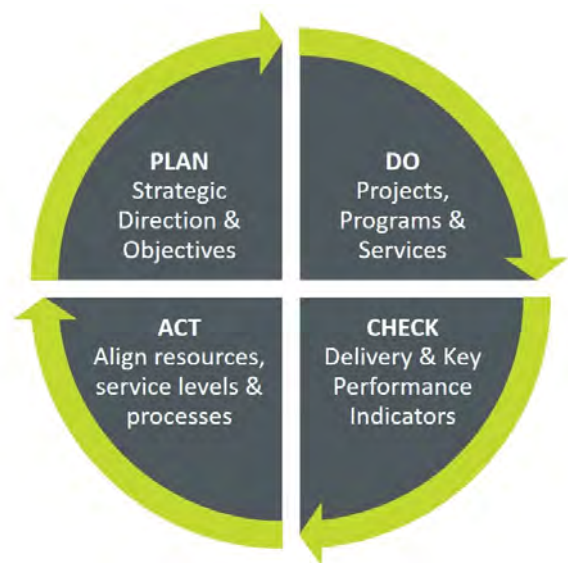 PLAN
Strategic
Direction &
Objectives
DO
Projects,
Programs &
Services
CHECK
Delivery & Key
Performance
Indicators
ACT
Align resources,
service levels &
processes